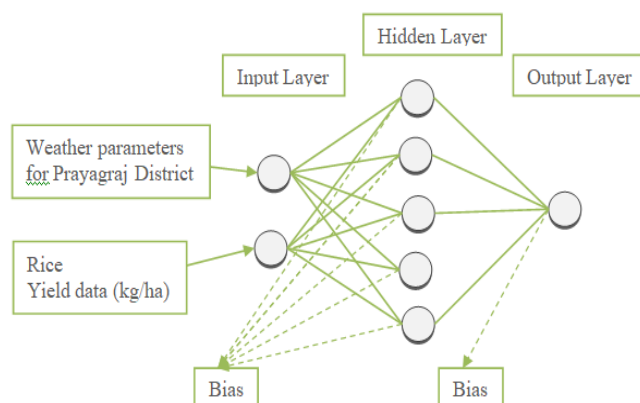 Hidden Layer
Input Layer
Output Layer
Weather parameters
for Prayagraj District
Rice
Yield data (kg/ha)
Bias
Bias